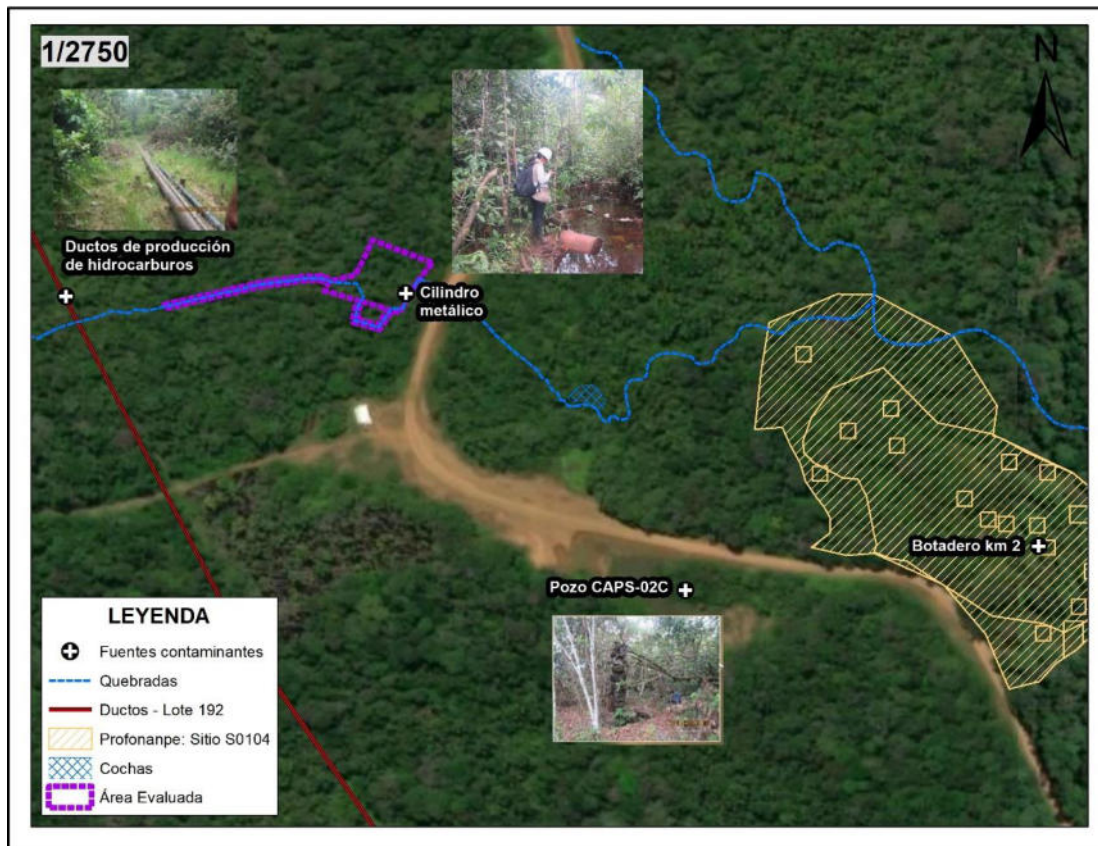 1/2750
N
Ductos de producción
de hidrocarburos
Cilindro
metálico
Botadero km 2
Pozo CAPS-02C
LEYENDA
Fuentes contaminantes
Quebradas
Ductos - Lote 192
Profonanpe: Sitio S0104
Cochas
Área Evaluada